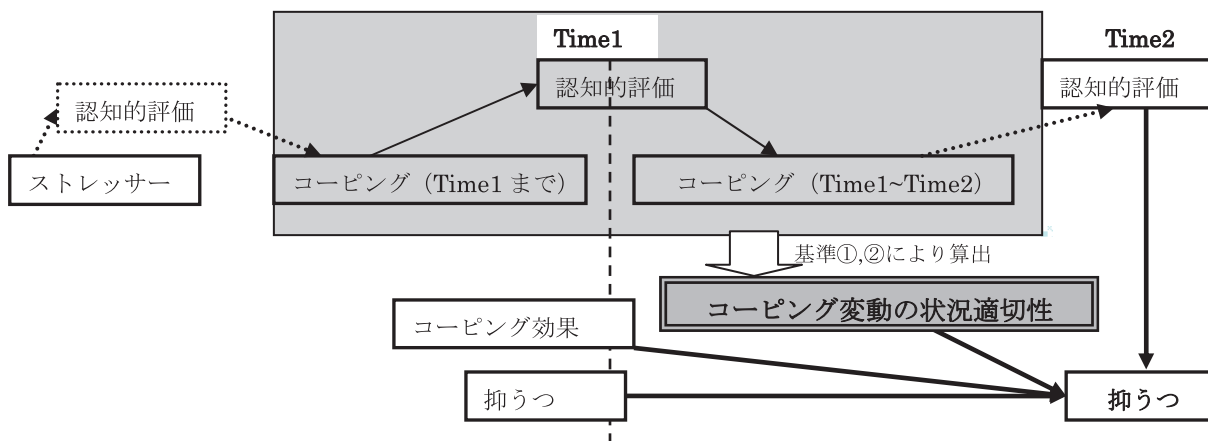 Time1
Time2
認知的評価
認知的評価
認知的評価
ストレッサー
コーピング（Time1 まで）
コーピング（Time1~Time2）
基準①,②により算出
コーピング変動の状況適切性
コーピング効果
抑うつ
抑うつ